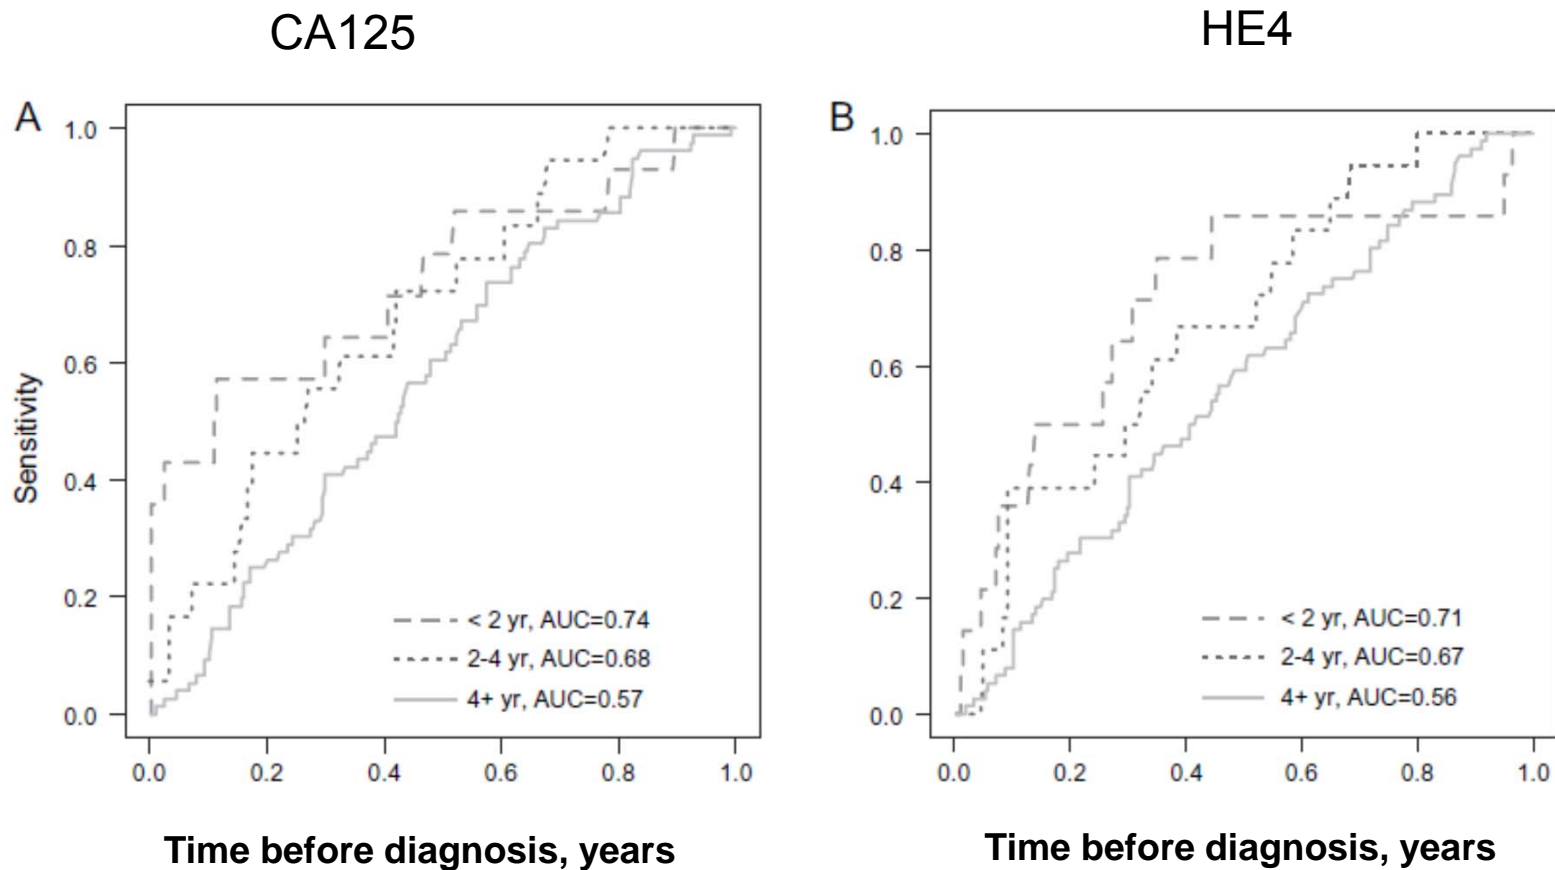 CA125
HE4
A
1.0
0.8
0.6
0.4
0.2
0.0
Sensitivity
< 2 yr, AUC=0.74
2-4 yr, AUC=0.68
4+ yr, AUC=0.57
0.0 0.2 0.4 0.6 0.8 1.0
Time before diagnosis, years
B
1.0
0.8
0.6
0.4
0.2
0.0
< 2 yr, AUC=0.71
2-4 yr, AUC=0.67
4+ yr, AUC=0.56
0.0 0.2 0.4 0.6 0.8 1.0
Time before diagnosis, years